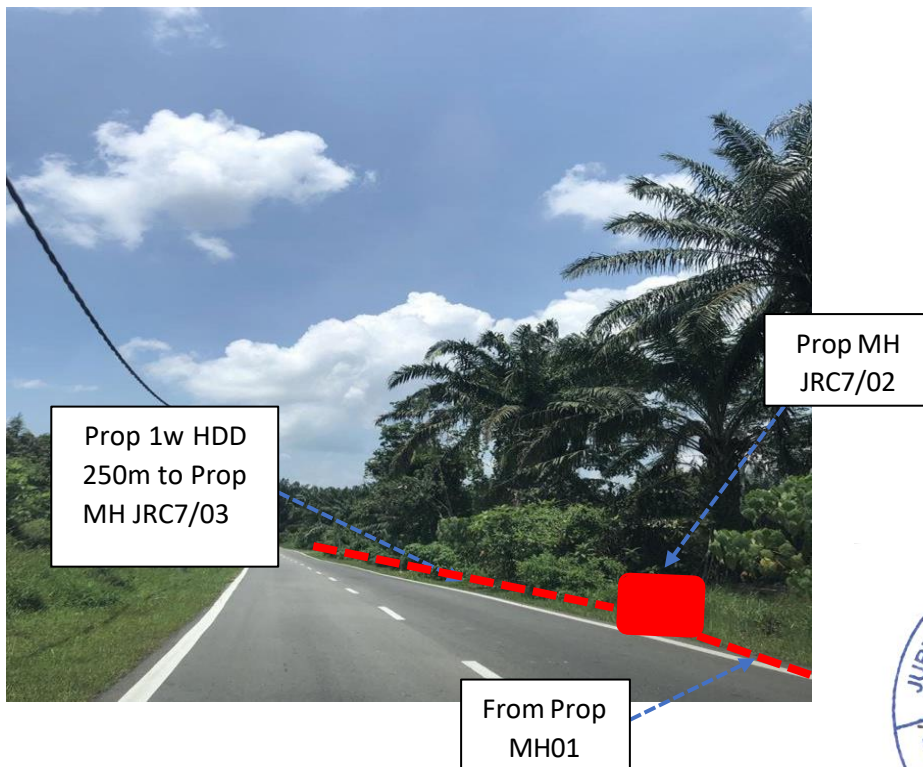 Prop MH
JRC7/02
Prop 1w HDD
250m to Prop
MH JRC7/03
From Prop
MH01